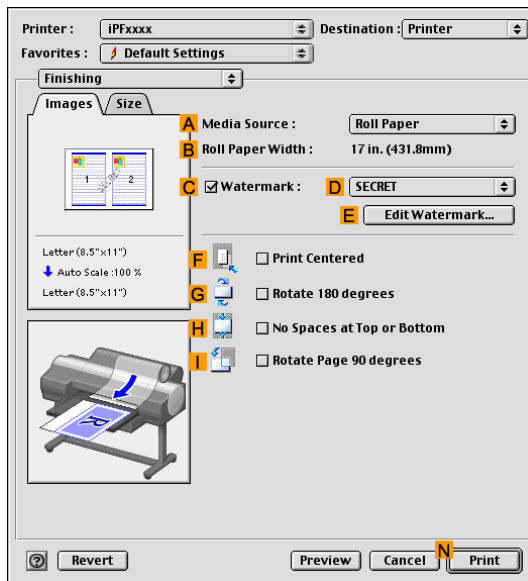 Printer : iPFxxxx Destination : Printer
Favorites : Default Settings
Finishing
Images Size
A Media Source : Roll Paper
B Roll Paper Width : 17 in. (431.8mm)
C Watermark : D SECRET
E Edit Watermark...
1 SECRET 2
Letter (8.5"x11")
Auto Scale :100 %
Letter (8.5"x11")
F Print Centered
G Rotate 180 degrees
H No Spaces at Top or Bottom
I Rotate Page 90 degrees
R
N
? Revert Preview Cancel Print